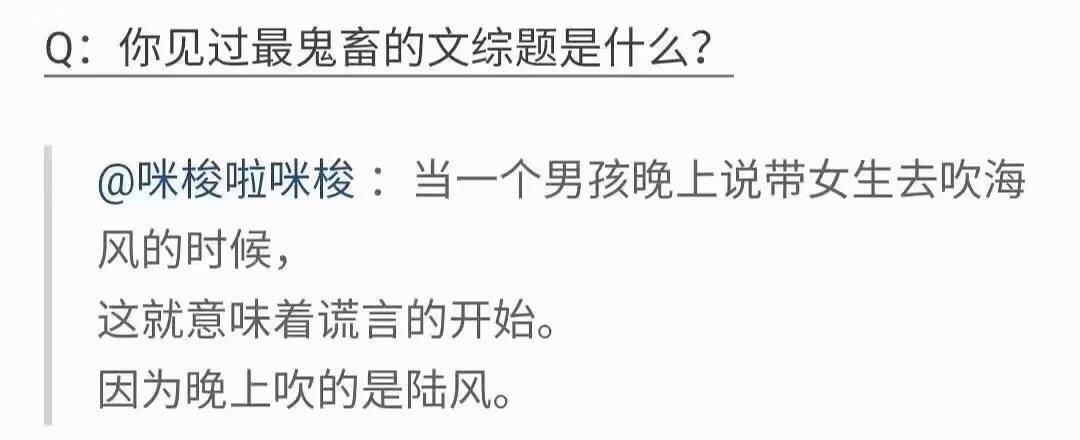 Q：你见过最鬼畜的文综题是什么？
@咪梭啦咪梭 ：当一个男孩晚上说带女生去吹海
风的时候，
这就意味着谎言的开始。
因为晚上吹的是陆风。